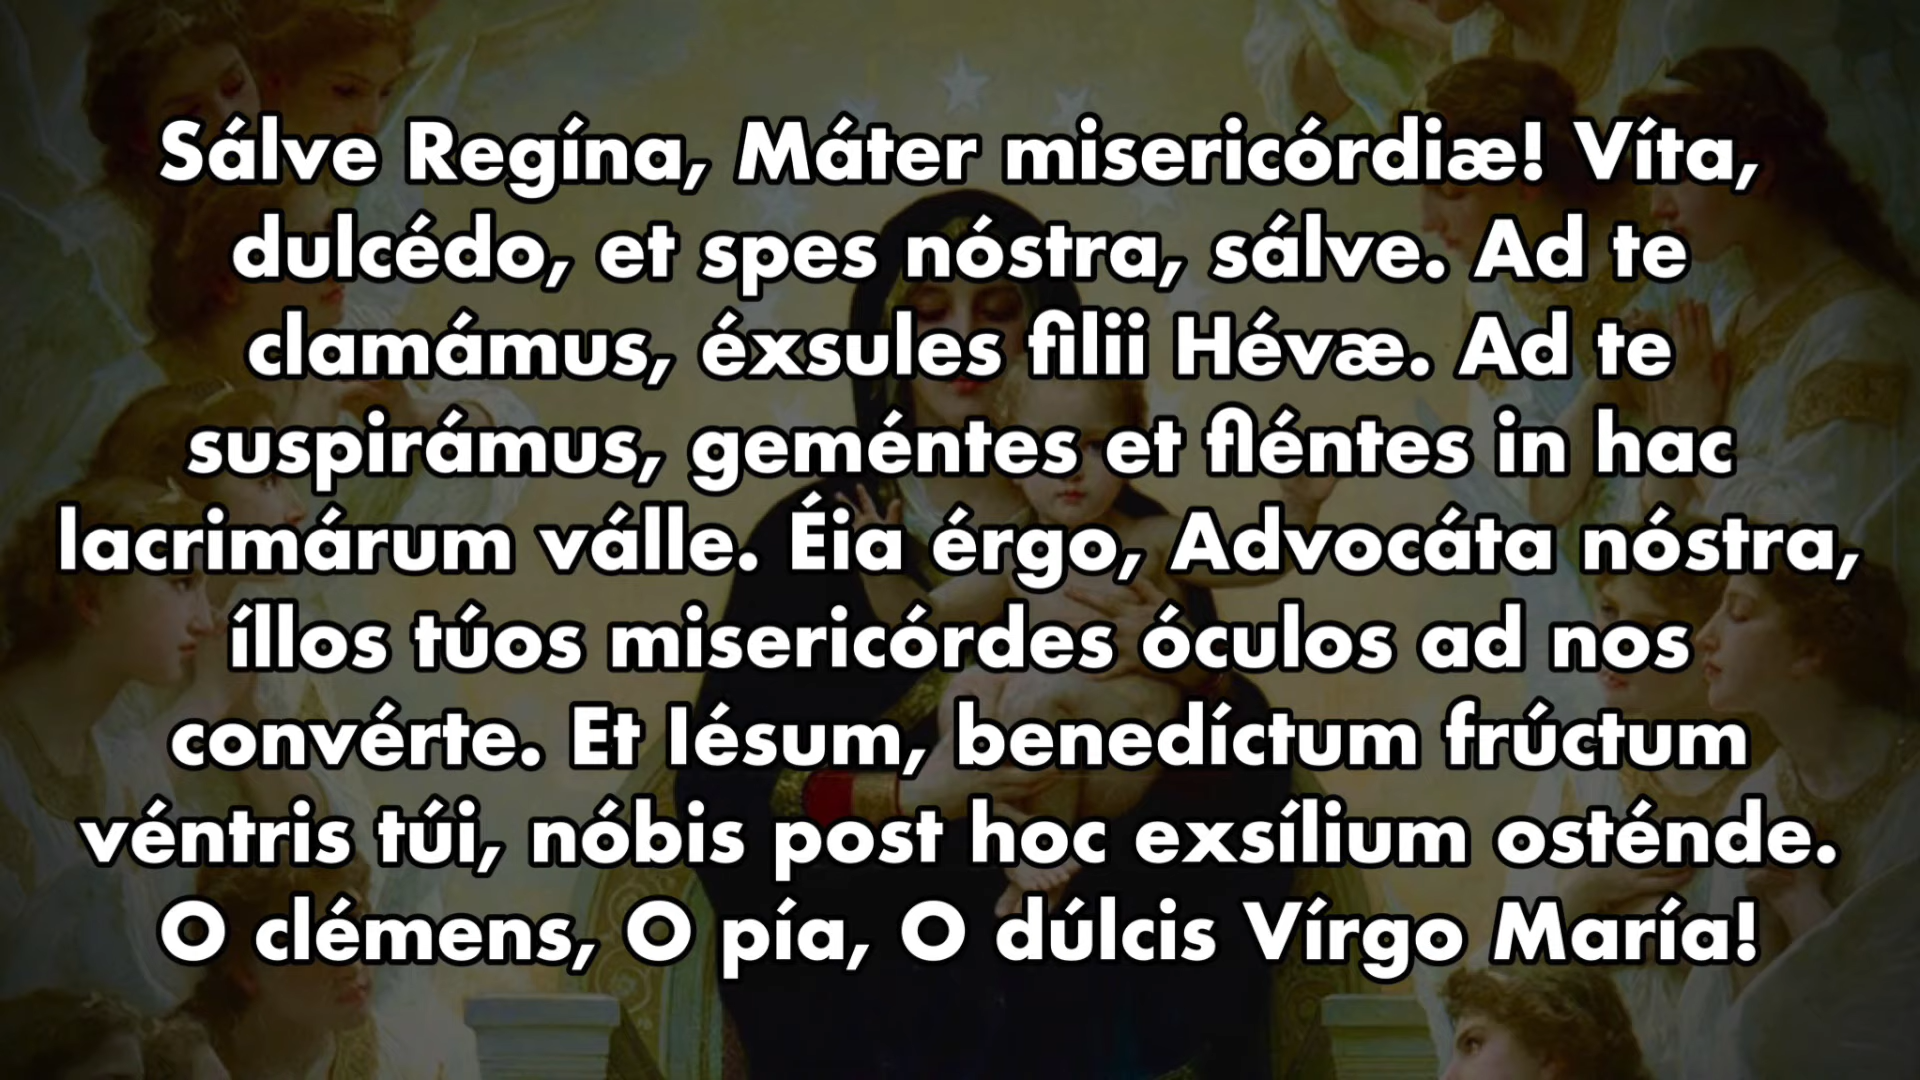 Sálve Regína, Máter misericórdiæ! Víta,
dulcédo, et spes nóstra, sálve. Ad te
clamámus, éxsules filii Hévæ. Ad te
suspirámus, geméntes et fléntes in hac
lacrimárum válle. Éia érgo, Advocáta nóstra,
íllos túos misericórdes óculos ad nos
convérte. Et Iésum, benedíctum frúctum
véntris túi, nóbis post hoc exsílium osténde.
O clémens, O pía, O dúlcis Vírgo María!